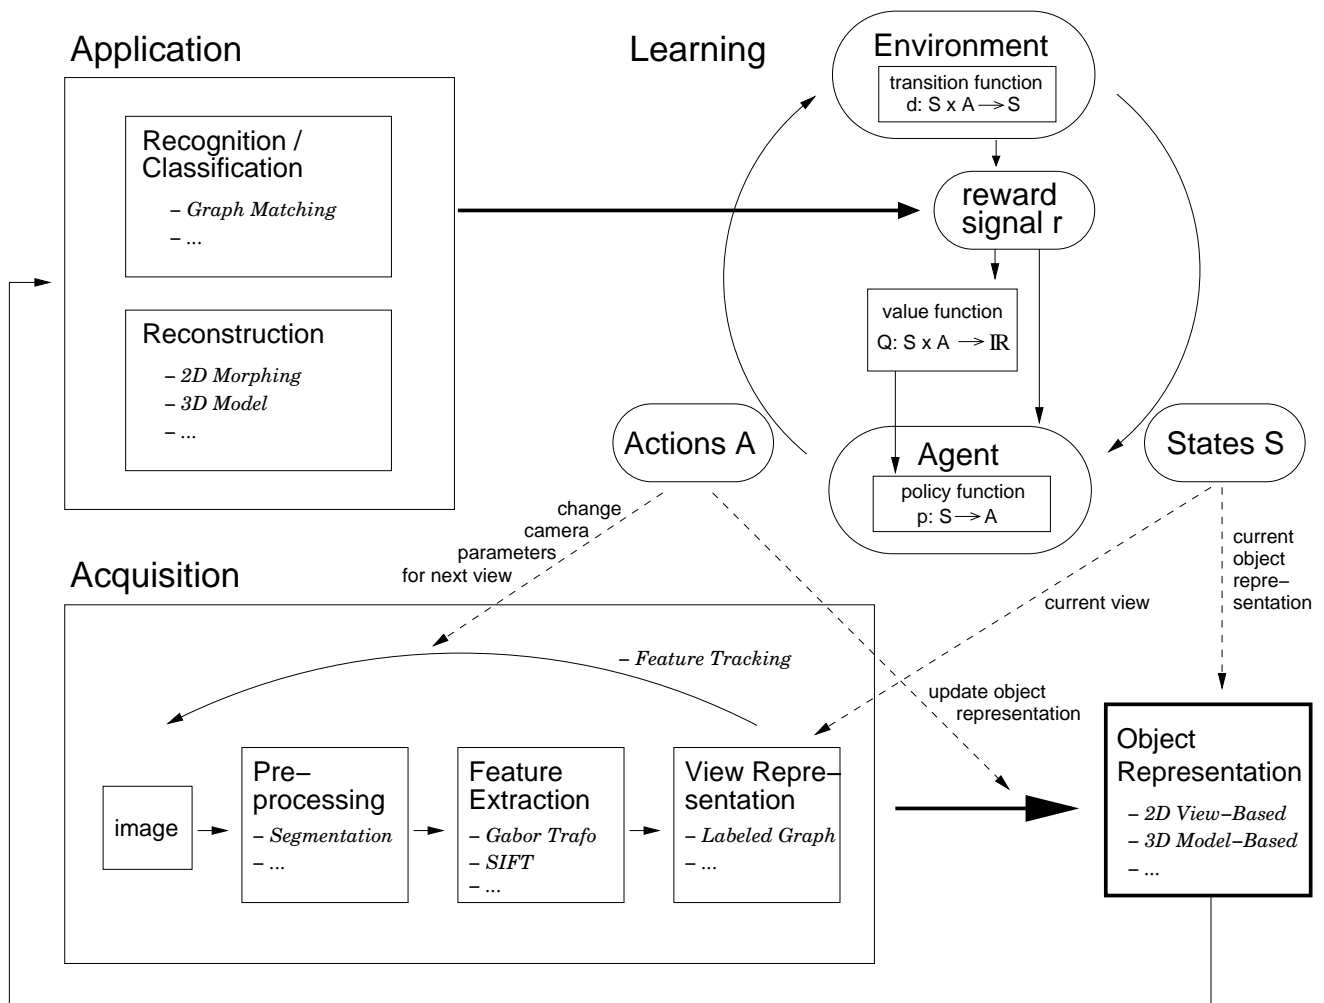 Application
Recognition /
Classification
– Graph Matching
– ...
Reconstruction
– 2D Morphing
– 3D Model
– ...
Learning
Environment
transition function
d: S x A → S
reward
signal r
value function
Q: S x A → ℝ
Actions A
Agent
policy function
p: S → A
States S
change
camera
parameters
for next view
current view
current
object
repre–
sentation
update object
representation
Acquisition
– Feature Tracking
image
Pre–
processing
– Segmentation
– ...
Feature
Extraction
– Gabor Trafo
– SIFT
– ...
View Repre–
sentation
– Labeled Graph
– ...
Object
Representation
– 2D View–Based
– 3D Model–Based
– ...